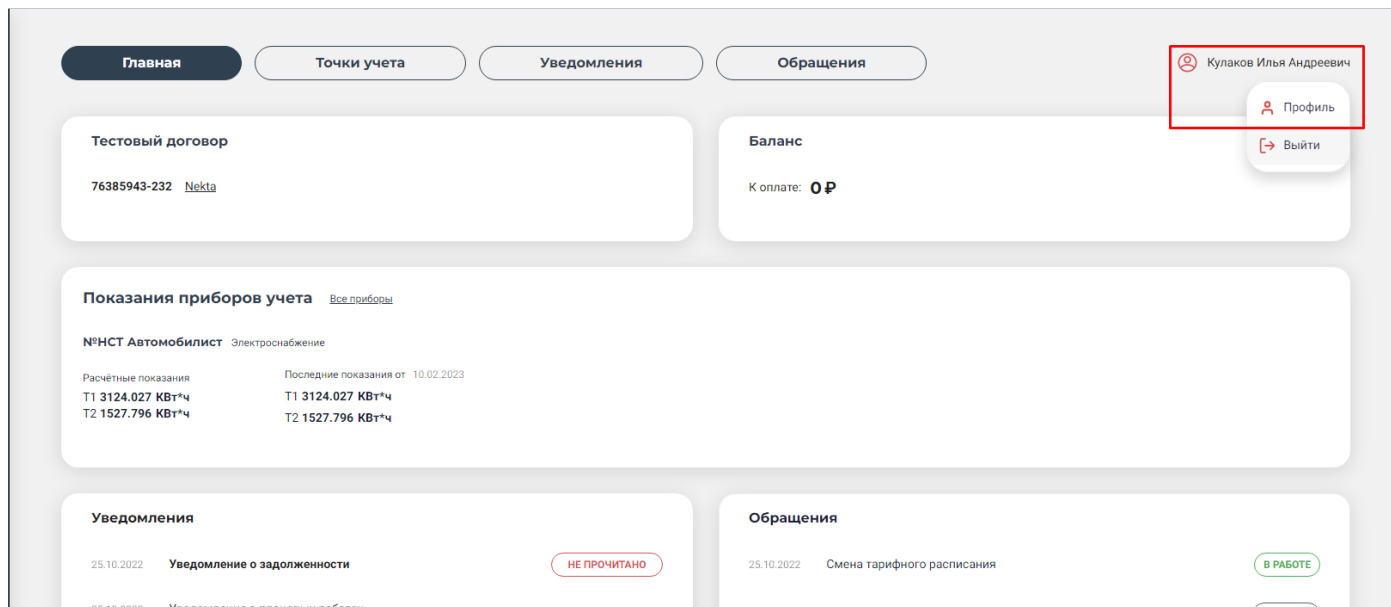 Главная
Точки учета
Уведомления
Обращения
Кулаков Илья Андреевич
Профиль
Выйти
Тестовый договор
76385943-232 Nekta
Баланс
К оплате: 0 ₽
Показания приборов учета Все приборы
№НСТ Автомобилист Электроснабжение
Расчётные показания
Т1 3124.027 КВт*ч
Т2 1527.796 КВт*ч
Последние показания от 10.02.2023
Т1 3124.027 КВт*ч
Т2 1527.796 КВт*ч
Уведомления
25.10.2022 Уведомление о задолженности НЕ ПРОЧИТАНО
Обращения
25.10.2022 Смена тарифного расписания В РАБОТЕ